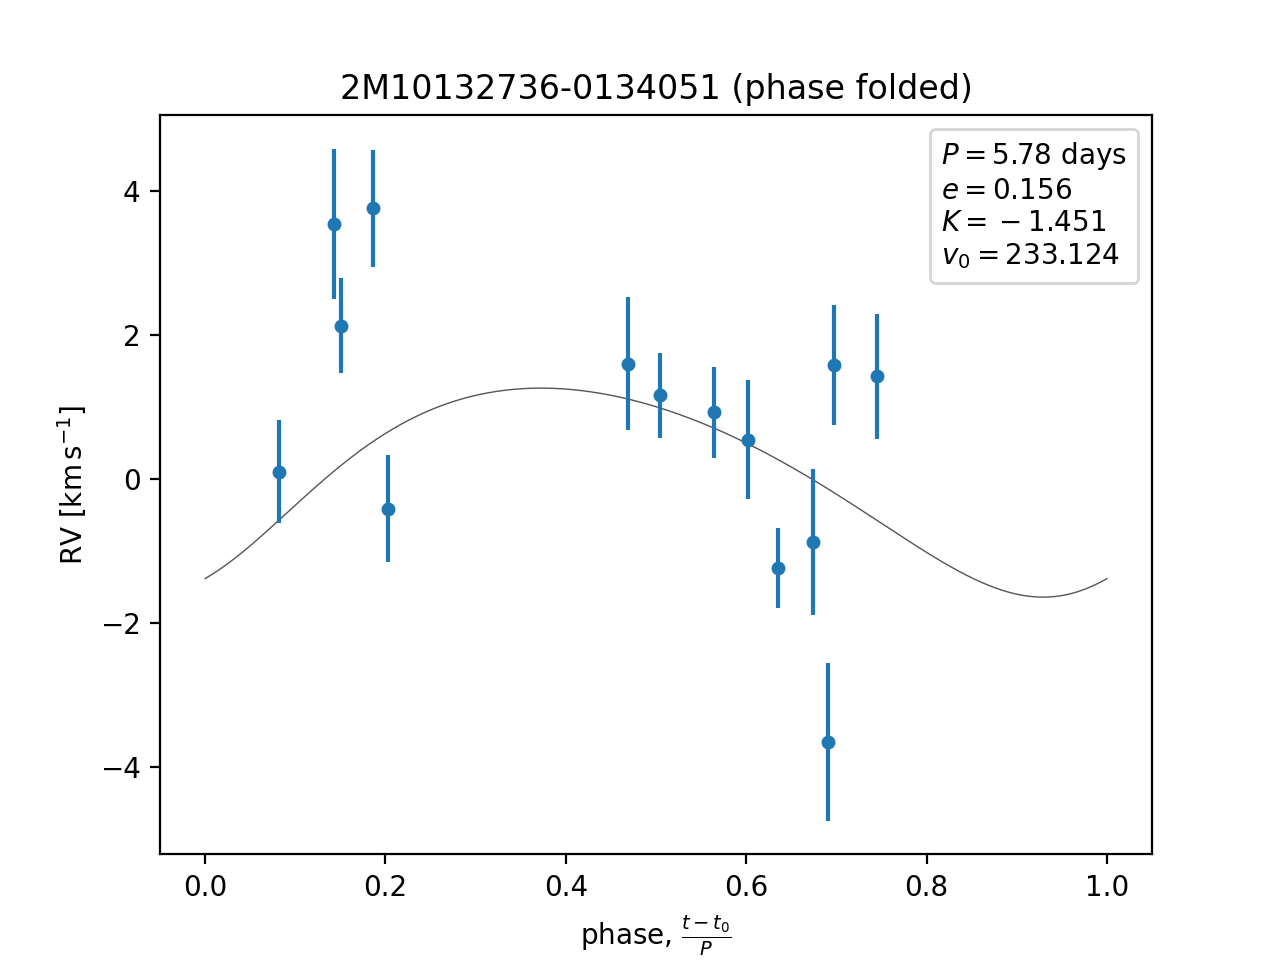 2M10132736-0134051 (phase folded)
P = 5.78 days
e = 0.156
K = −1.451
v₀ = 233.124
RV [km s⁻¹]
4
2
0
−2
−4
0.0 0.2 0.4 0.6 0.8 1.0
phase, (t − t₀)/P